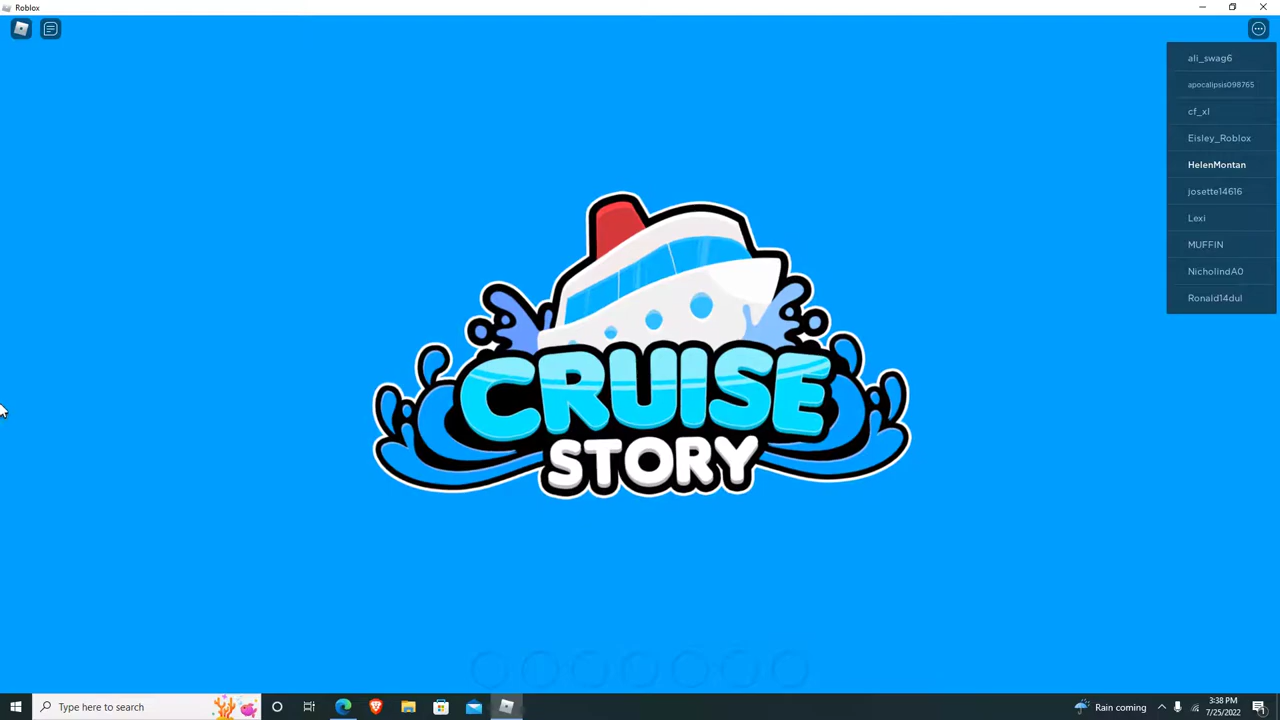 Roblox
ali_swag6
apocalipsis098765
cf_xl
Eisley_Roblox
HelenMontan
josette14616
Lexi
MUFFIN
NicholindA0
Ronald14dul
CRUISE
STORY
Type here to search
Rain coming
3:38 PM
7/25/2022
1